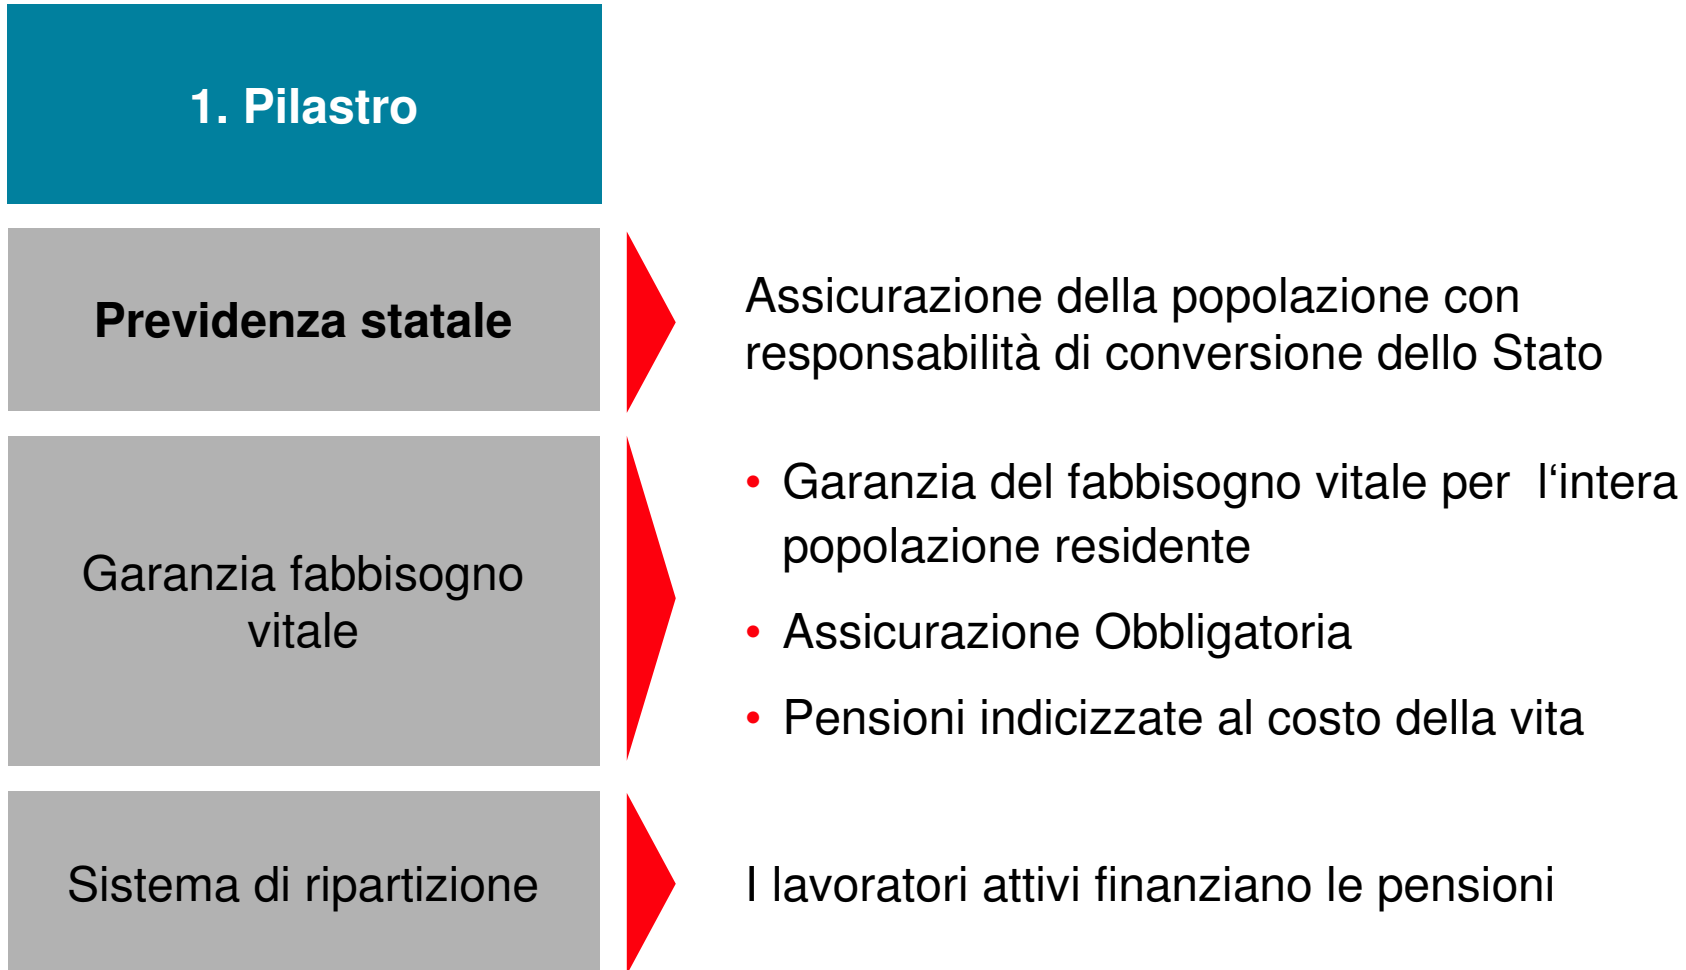 1. Pilastro
Previdenza statale
Assicurazione della popolazione con
responsabilità di conversione dello Stato
Garanzia fabbisogno
vitale
• Garanzia del fabbisogno vitale per  l‘intera
popolazione residente
• Assicurazione Obbligatoria
• Pensioni indicizzate al costo della vita
Sistema di ripartizione
I lavoratori attivi finanziano le pensioni